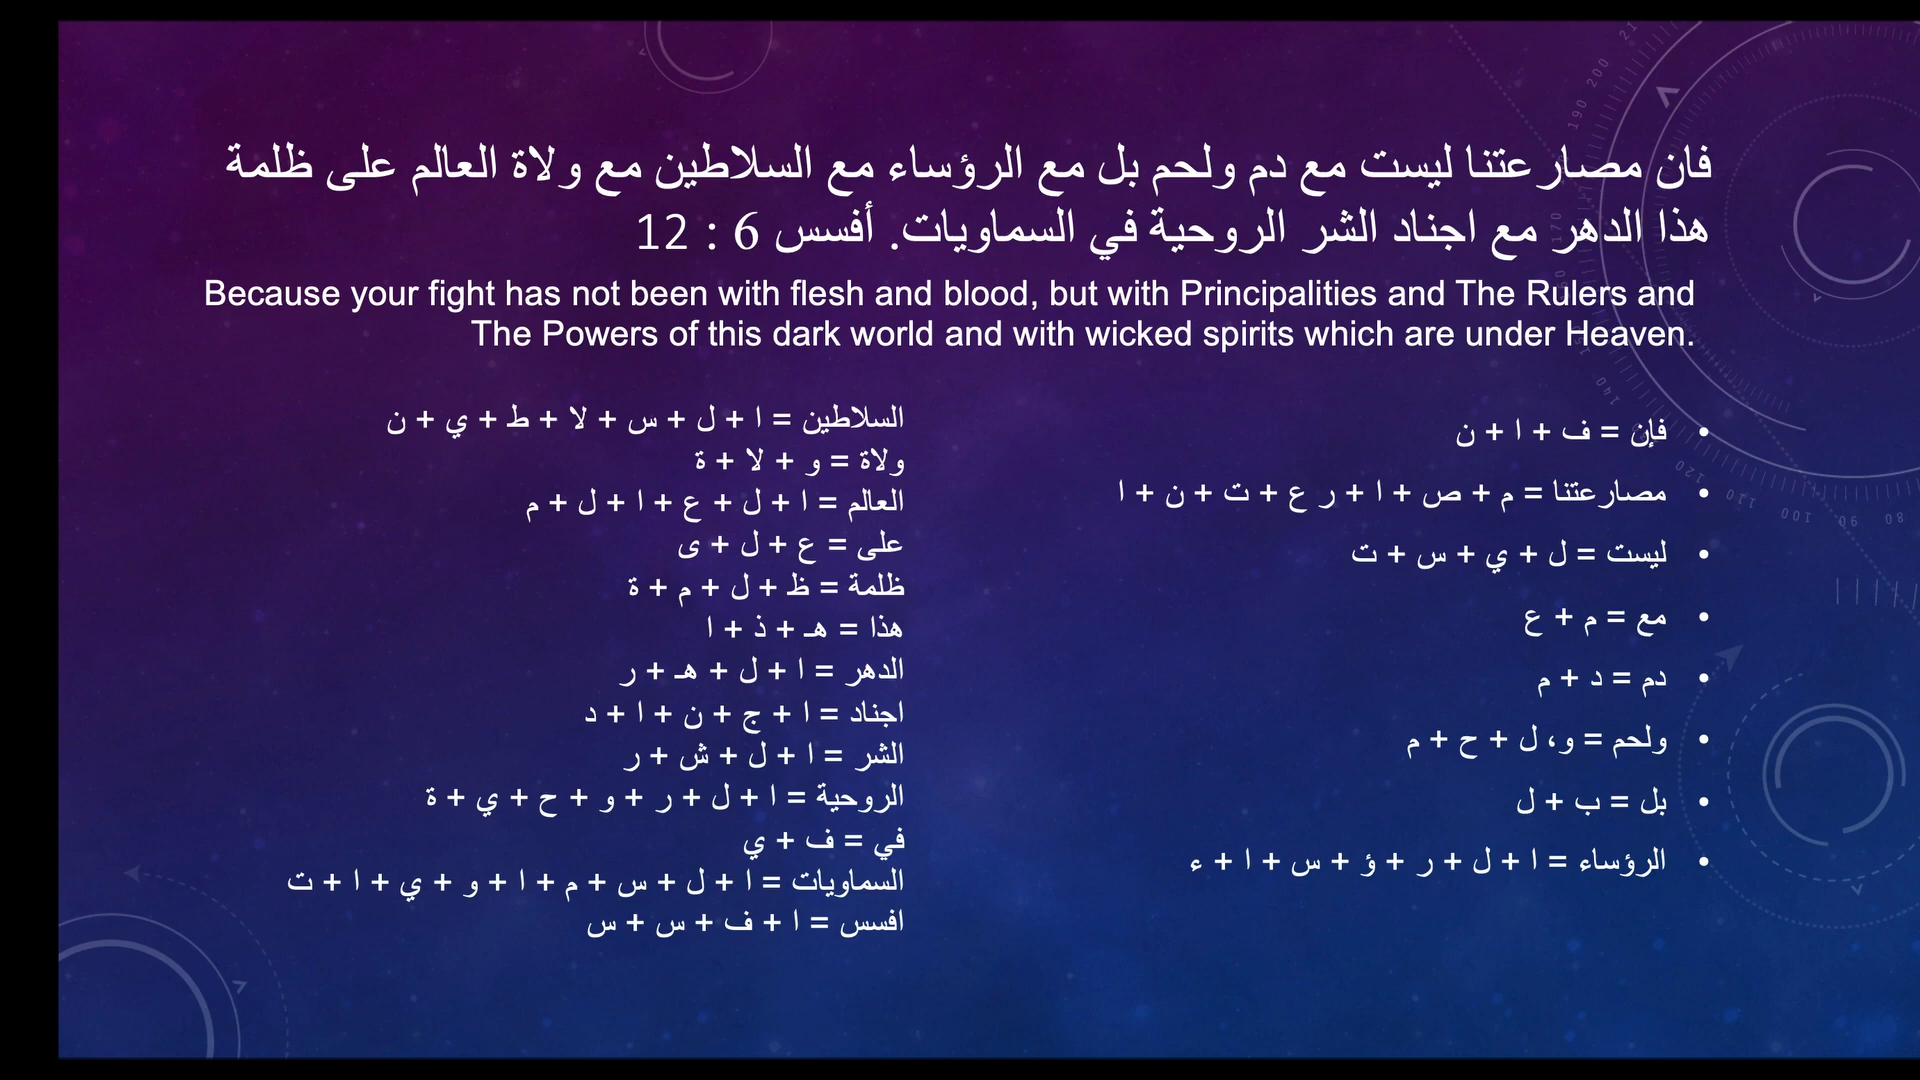 فان مصارعتنا ليست مع دم ولحم بل مع الرؤساء مع السلاطين مع ولاة العالم على ظلمة
هذا الدهر مع اجناد الشر الروحية في السماويات. أفسس 6 : 12
Because your fight has not been with flesh and blood, but with Principalities and The Rulers and
The Powers of this dark world and with wicked spirits which are under Heaven.
• فإن = ف + ا + ن
• مصارعتنا = م + ص + ا + ر ع + ت + ن + ا
• ليست = ل + ي + س + ت
• مع = م + ع
• دم = د + م
• ولحم = و، ل + ح + م
• بل = ب + ل
• الرؤساء = ا + ل + ر + ؤ + س + ا + ء
السلاطين = ا + ل + س + لا + ط + ي + ن
ولاة = و + لا + ة
العالم = ا + ل + ع + ا + ل + م
على = ع + ل + ى
ظلمة = ظ + ل + م + ة
هذا = هـ + ذ + ا
الدهر = ا + ل + هـ + ر
اجناد = ا + ج + ن + ا + د
الشر = ا + ل + ش + ر
الروحية = ا + ل + ر + و + ح + ي + ة
في = ف + ي
السماويات = ا + ل + س + م + ا + و + ي + ا + ت
افسس = ا + ف + س + س